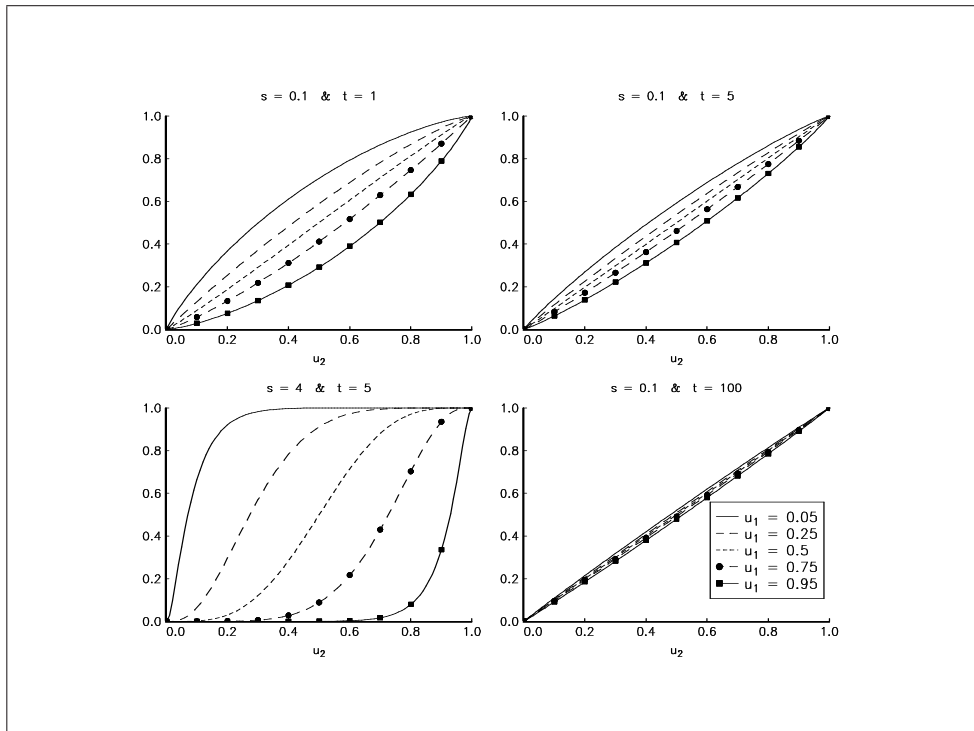 s = 0.1 & t = 1
1.0
0.8
0.6
0.4
0.2
0.0
0.0 0.2 0.4 0.6 0.8 1.0
u₂
s = 0.1 & t = 5
1.0
0.8
0.6
0.4
0.2
0.0
0.0 0.2 0.4 0.6 0.8 1.0
u₂
s = 4 & t = 5
1.0
0.8
0.6
0.4
0.2
0.0
0.0 0.2 0.4 0.6 0.8 1.0
u₂
s = 0.1 & t = 100
1.0
0.8
0.6
0.4
0.2
0.0
0.0 0.2 0.4 0.6 0.8 1.0
u₂
u₁ = 0.05
u₁ = 0.25
u₁ = 0.5
u₁ = 0.75
u₁ = 0.95